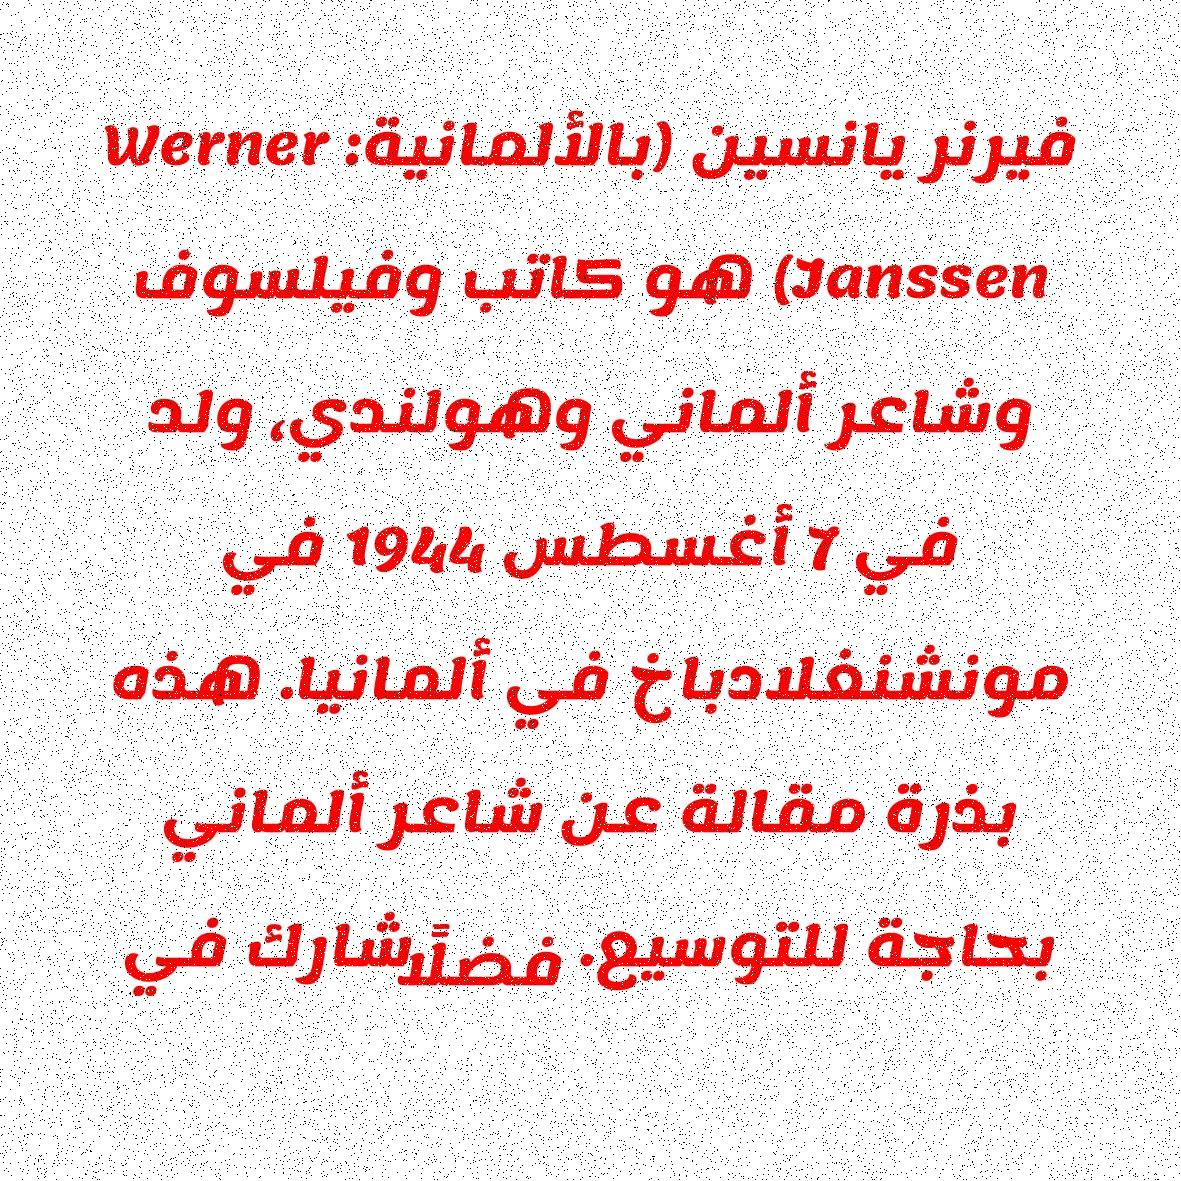 فيرنر يانسين (بالألمانية: Werner
Janssen) هو كاتب وفيلسوف
وشاعر ألماني وهولندي، ولد
في 7 أغسطس 1944 في
مونشنغلادباخ في ألمانيا. هذه
بذرة مقالة عن شاعر ألماني
بحاجة للتوسيع. فضلًا شارك في